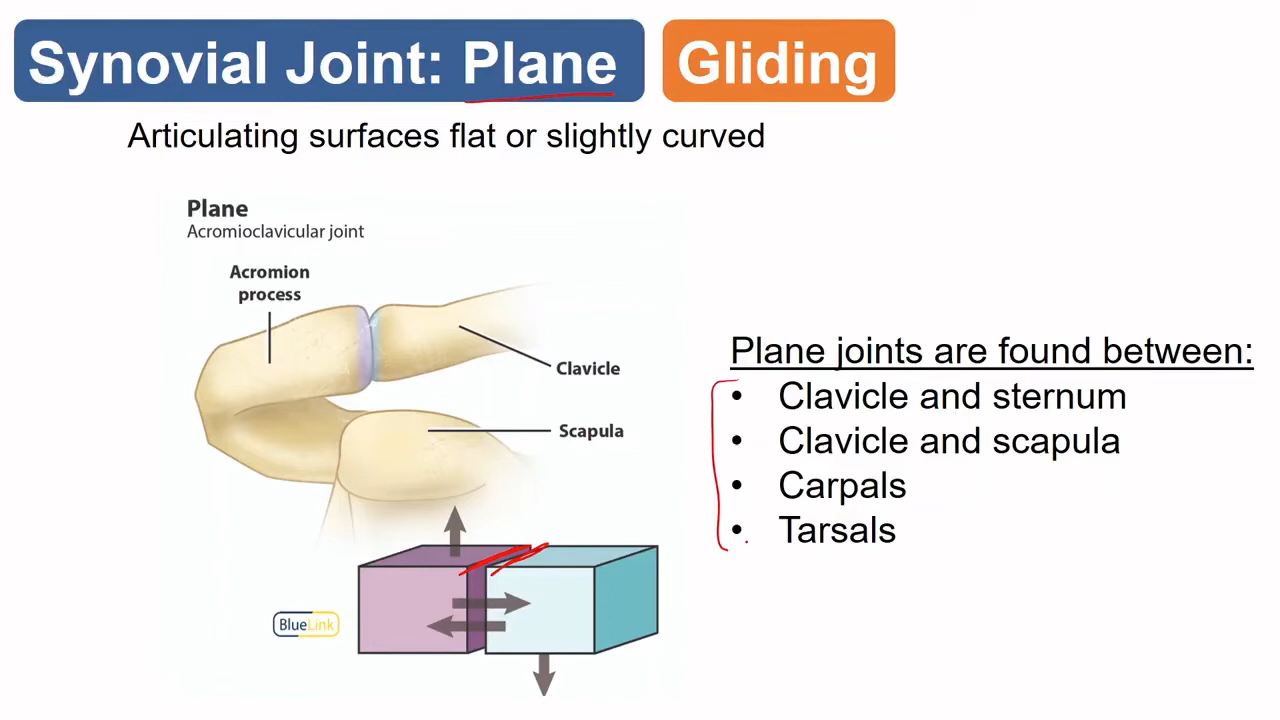 Synovial Joint: Plane
Gliding
Articulating surfaces flat or slightly curved
Plane
Acromioclavicular joint
Acromion
process
Clavicle
Scapula
BlueLink
Plane joints are found between:
• Clavicle and sternum
• Clavicle and scapula
• Carpals
• Tarsals